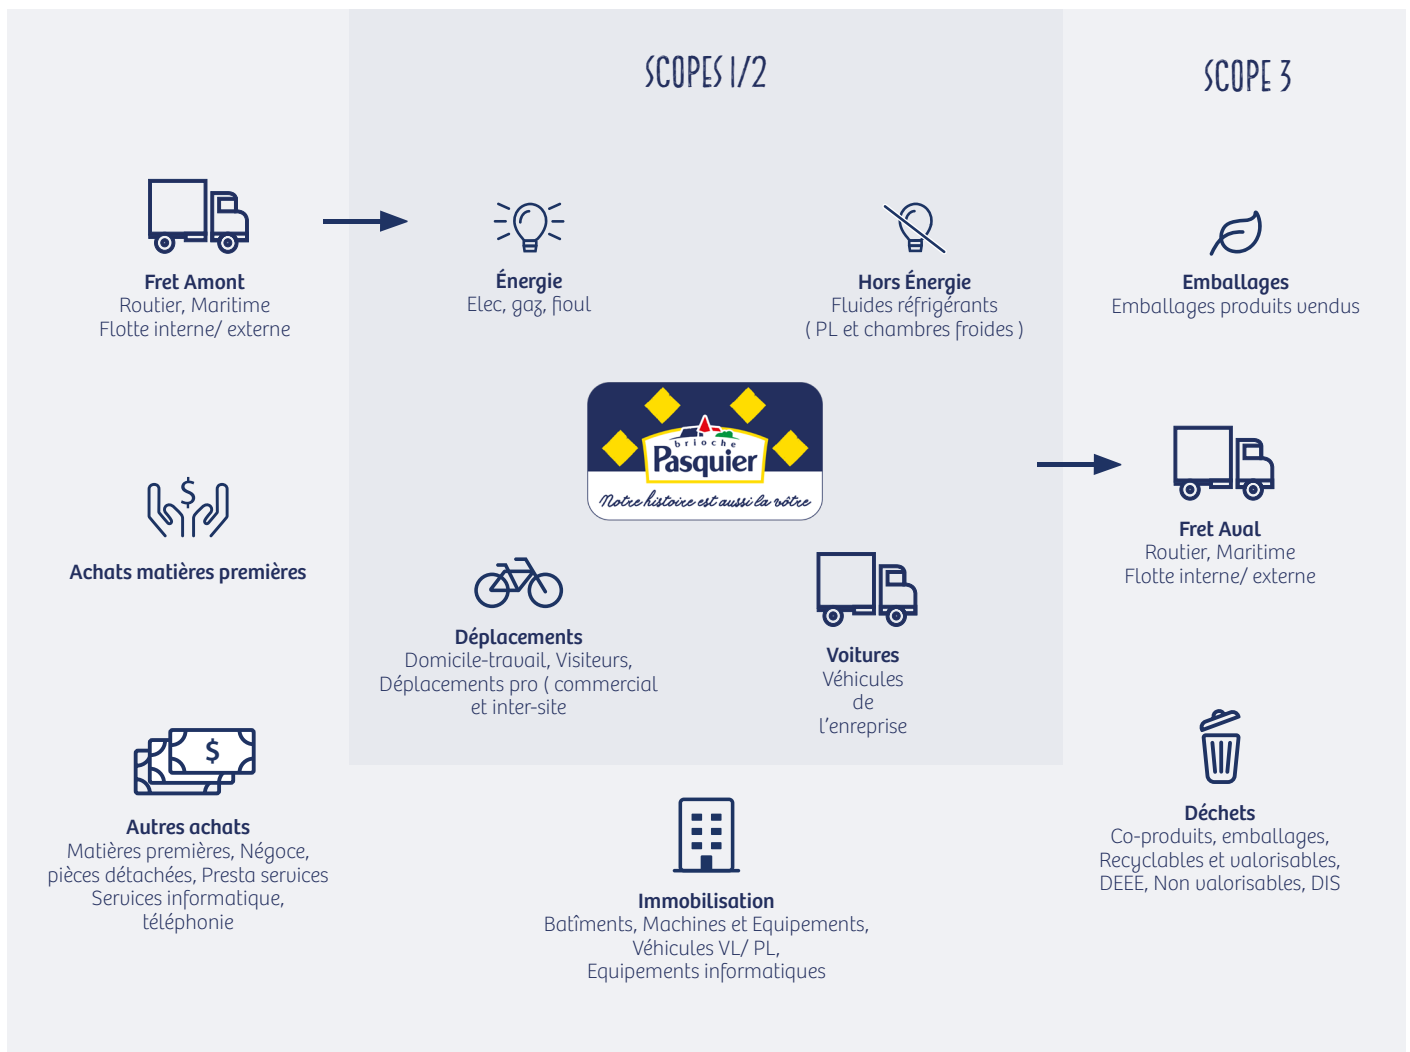 SCOPES 1/2
SCOPE 3
Fret Amont
Routier, Maritime
Flotte interne/ externe
Énergie
Elec, gaz, fioul
Hors Énergie
Fluides réfrigérants
( PL et chambres froides )
Emballages
Emballages produits vendus
brioche
Pasquier
Notre histoire est aussi la vôtre
$
Achats matières premières
Fret Aval
Routier, Maritime
Flotte interne/ externe
Déplacements
Domicile-travail, Visiteurs,
Déplacements pro ( commercial
et inter-site
Voitures
Véhicules
de
l'enreprise
$
Autres achats
Matières premières, Négoce,
pièces détachées, Presta services
Services informatique,
téléphonie
Immobilisation
Batîments, Machines et Equipements,
Véhicules VL/ PL,
Equipements informatiques
Déchets
Co-produits, emballages,
Recyclables et valorisables,
DEEE, Non valorisables, DIS